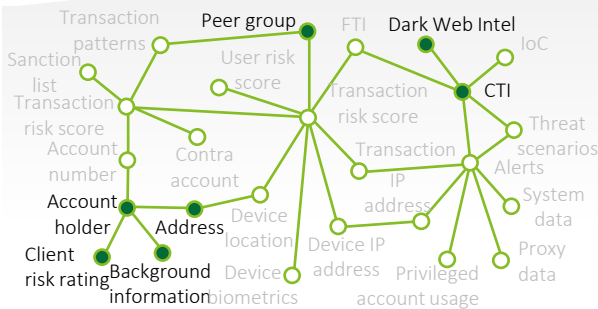 Transaction
patterns
Peer group
FTI
Dark Web Intel
IoC
Sanction
list
User risk
score
Transaction
risk score
CTI
Transaction
risk score
Threat
scenarios
Account
number
Contra
account
Transaction
Alerts
IP
address
System
data
Account
holder
Address
Device
location
Device IP
address
Client
risk rating
Background
information
Device
biometrics
Privileged
account usage
Proxy
data